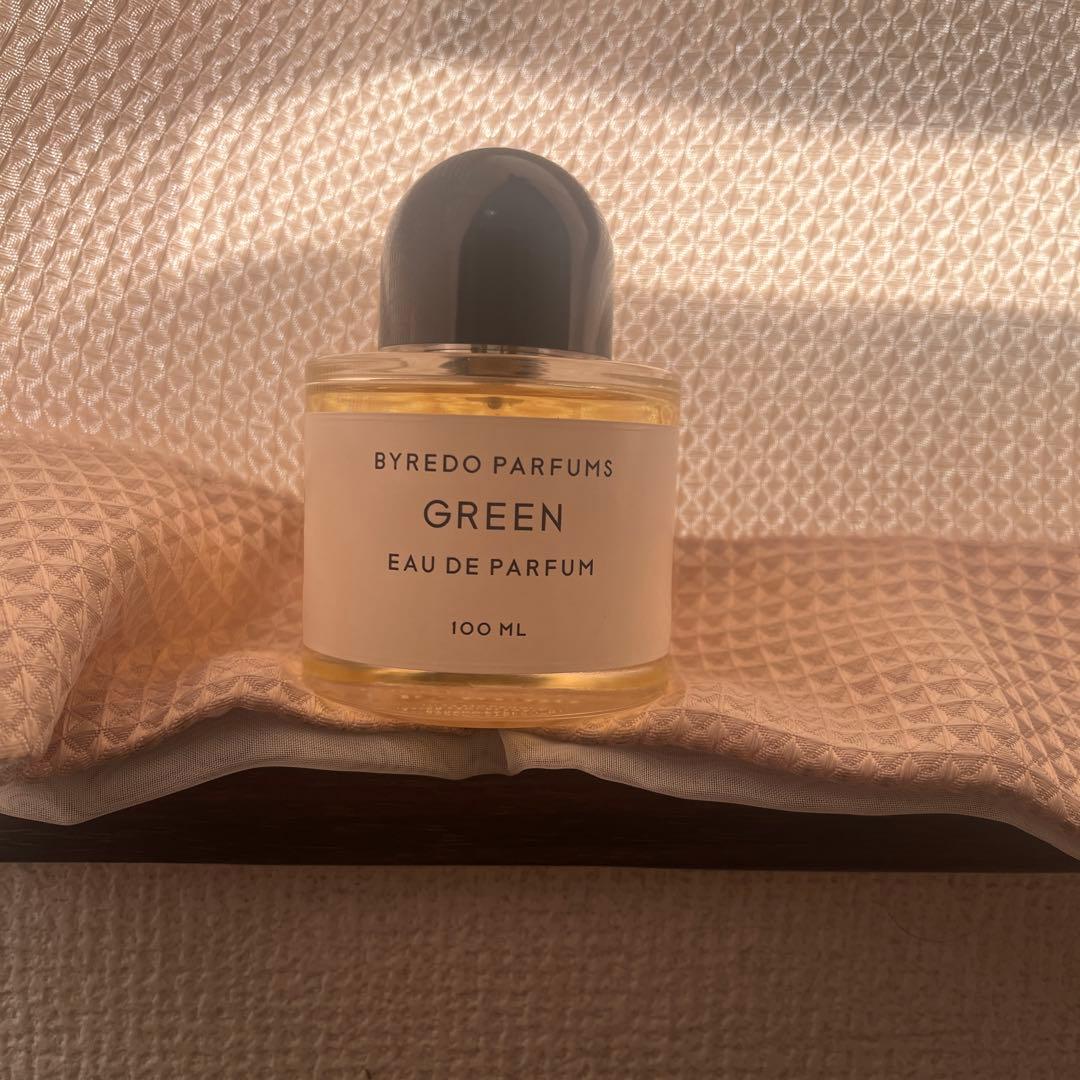 BYREDO PARFUMS
GREEN
EAU DE PARFUM
100 ML